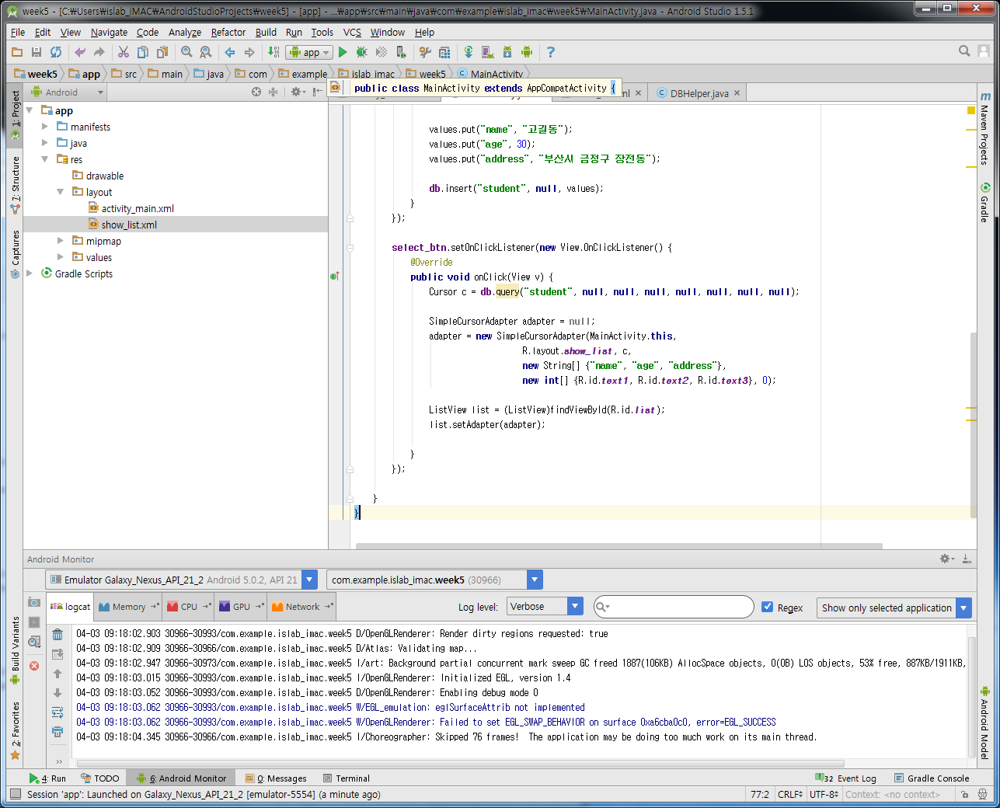 week5 - [C:₩Users₩islab_iMAC₩AndroidStudioProjects₩week5] - [app] - ...₩app₩src₩main₩java₩com₩example₩islab_imac₩week5₩MainActivity.java - Android Studio 1.5.1
File Edit View Navigate Code Analyze Refactor Build Run Tools VCS Window Help
app
week5 app src main java com example islab_imac week5 MainActivity
Android
public class MainActivity extends AppCompatActivity {
DBHelper.java
1: Project
7: Structure
Captures
Build Variants
2: Favorites
app
manifests
java
res
drawable
layout
activity_main.xml
show_list.xml
mipmap
values
Gradle Scripts
values.put("name", "고길동");
values.put("age", 30);
values.put("address", "부산시 금정구 장전동");
db.insert("student", null, values);
}
});
select_btn.setOnClickListener(new View.OnClickListener() {
@Override
public void onClick(View v) {
Cursor c = db.query("student", null, null, null, null, null, null, null);
SimpleCursorAdapter adapter = null;
adapter = new SimpleCursorAdapter(MainActivity.this,
R.layout.show_list, c,
new String[] {"name", "age", "address"},
new int[] {R.id.text1, R.id.text2, R.id.text3}, 0);
ListView list = (ListView)findViewById(R.id.list);
list.setAdapter(adapter);
}
});
}
}
Maven Projects
Gradle
Android Model
Android Monitor
Emulator Galaxy_Nexus_API_21_2 Android 5.0.2, API 21
com.example.islab_imac.week5 (30966)
logcat Memory CPU GPU Network
Log level: Verbose
Regex
Show only selected application
04-03 09:18:02.903 30966-30993/com.example.islab_imac.week5 D/OpenGLRenderer: Render dirty regions requested: true
04-03 09:18:02.909 30966-30966/com.example.islab_imac.week5 D/Atlas: Validating map...
04-03 09:18:02.947 30966-30973/com.example.islab_imac.week5 I/art: Background partial concurrent mark sweep GC freed 1887(106KB) AllocSpace objects, 0(0B) LOS objects, 53% free, 887KB/1911KB,
04-03 09:18:03.015 30966-30993/com.example.islab_imac.week5 I/OpenGLRenderer: Initialized EGL, version 1.4
04-03 09:18:03.052 30966-30993/com.example.islab_imac.week5 D/OpenGLRenderer: Enabling debug mode 0
04-03 09:18:03.062 30966-30993/com.example.islab_imac.week5 W/EGL_emulation: eglSurfaceAttrib not implemented
04-03 09:18:03.062 30966-30993/com.example.islab_imac.week5 W/OpenGLRenderer: Failed to set EGL_SWAP_BEHAVIOR on surface 0xa6cba0c0, error=EGL_SUCCESS
04-03 09:18:04.345 30966-30966/com.example.islab_imac.week5 I/Choreographer: Skipped 76 frames! The application may be doing too much work on its main thread.
4: Run TODO 6: Android Monitor 0: Messages Terminal
32 Event Log Gradle Console
Session 'app': Launched on Galaxy_Nexus_API_21_2 [emulator-5554] (a minute ago)
77:2 CRLF UTF-8 Context: <no context>